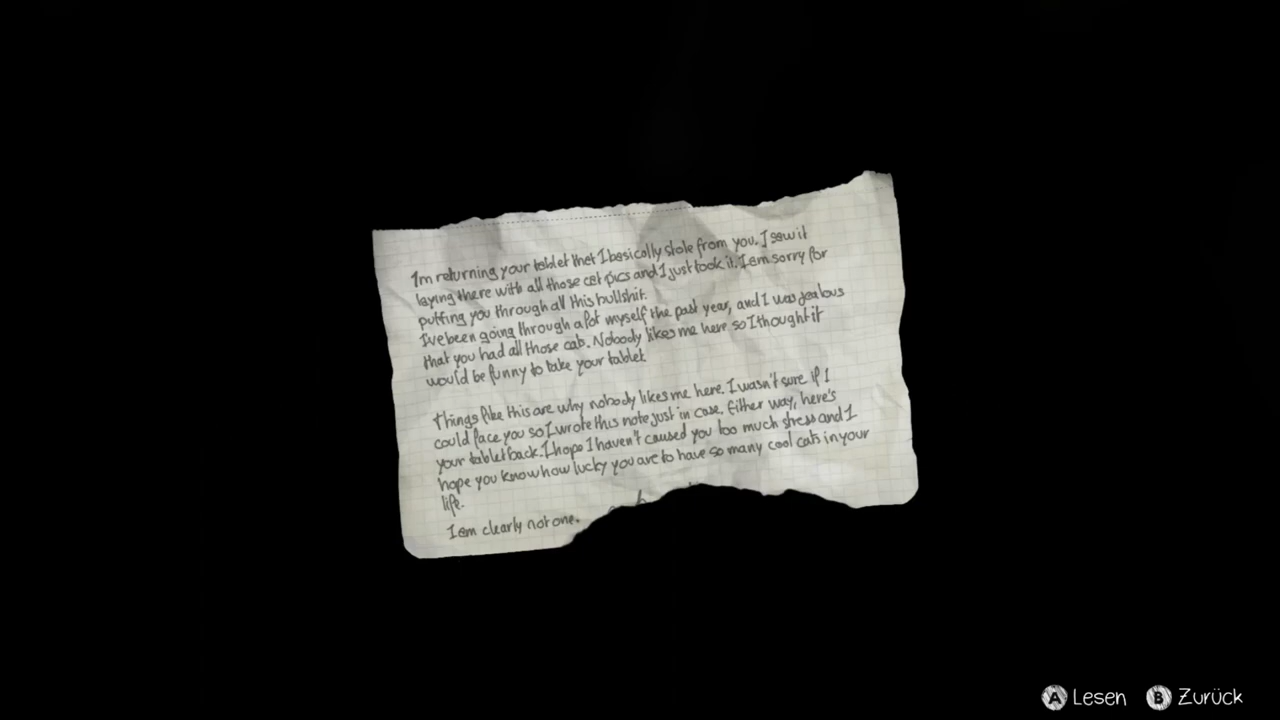 Im returning your tablet that I basically stole from you. I saw it
laying there with all those cat pics and I just took it. I am sorry for
putting you through all this bullshit.
I've been going through a lot myself the past year, and I was jealous
that you had all those cab. Nobody likes me here so I thought it
would be funny to take your tablet
Things like this are why nobody likes me here. I wasn't sure if I
could face you so I wrote this note just in case. Either way, here's
your tablet back. I hope I haven't caused you too much stress and I
hope you know how lucky you are to have so many cool cats in your
life.
I am clearly not one.
A Lesen B Zurück